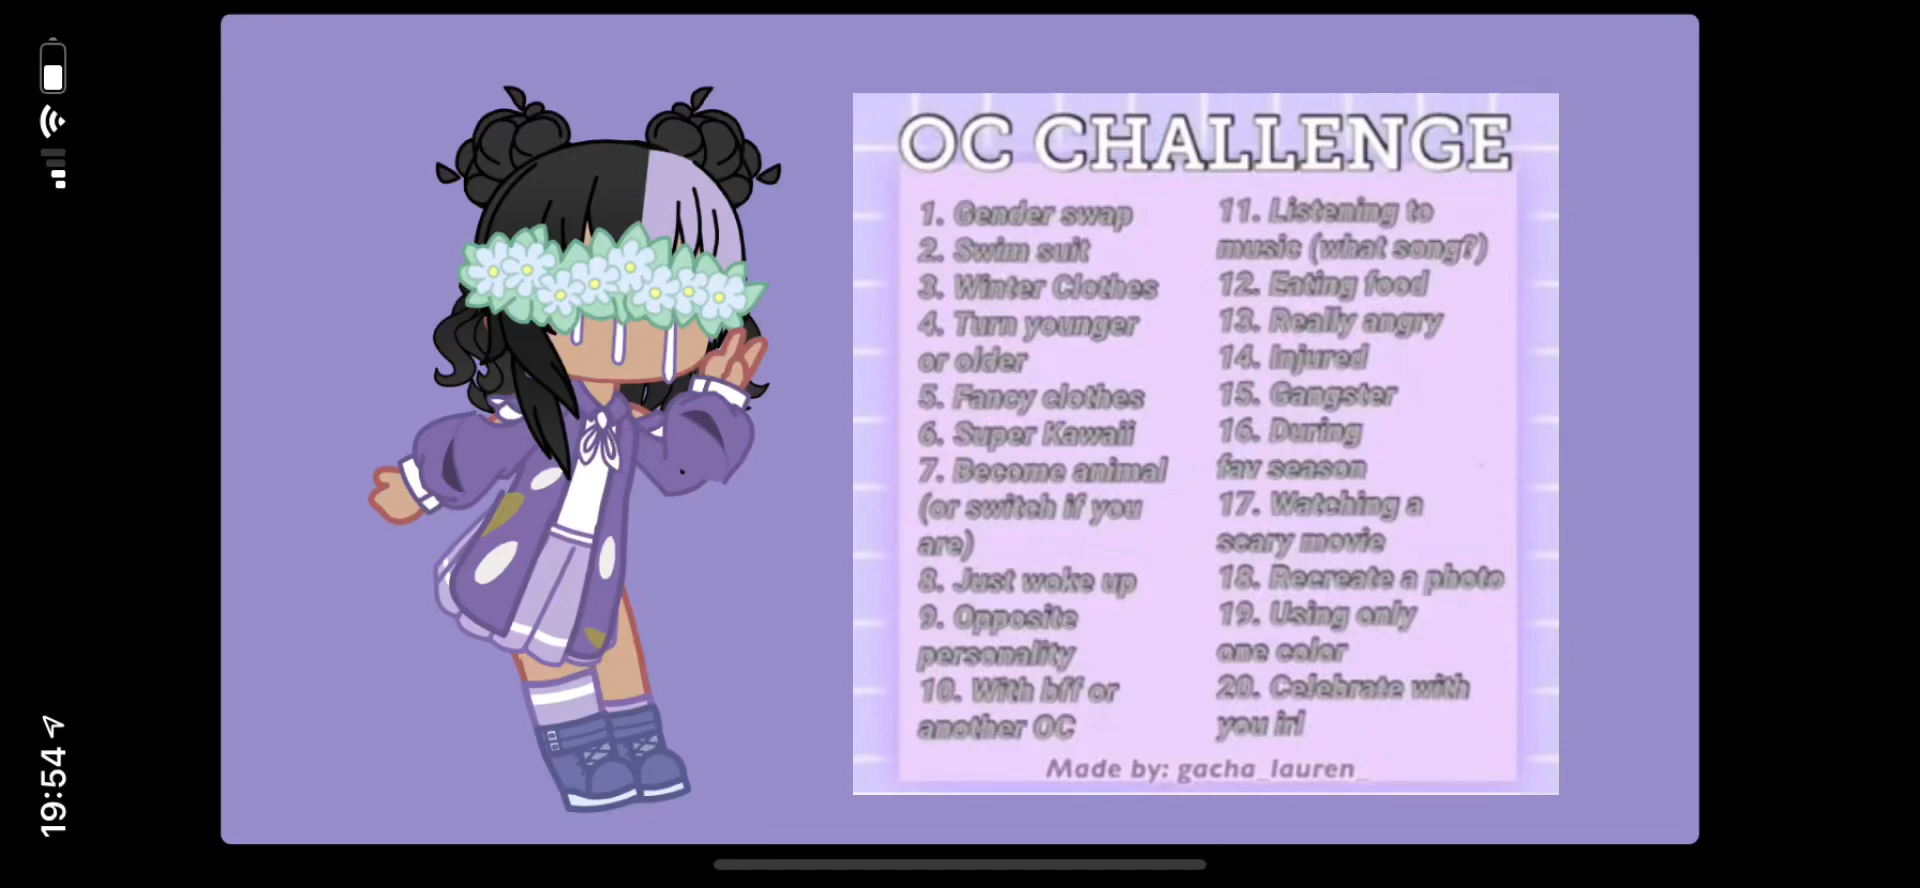 19:54
OC CHALLENGE
1. Gender swap
2. Swim suit
3. Winter Clothes
4. Turn younger
or older
5. Fancy clothes
6. Super Kawaii
7. Become animal
(or switch if you
are)
8. Just woke up
9. Opposite
personality
10. With bff or
another OC
11. Listening to
music (what song?)
12. Eating food
13. Really angry
14. Injured
15. Gangster
16. During
fav season
17. Watching a
scary movie
18. Recreate a photo
19. Using only
one color
20. Celebrate with
you irl
Made by: gacha_lauren_